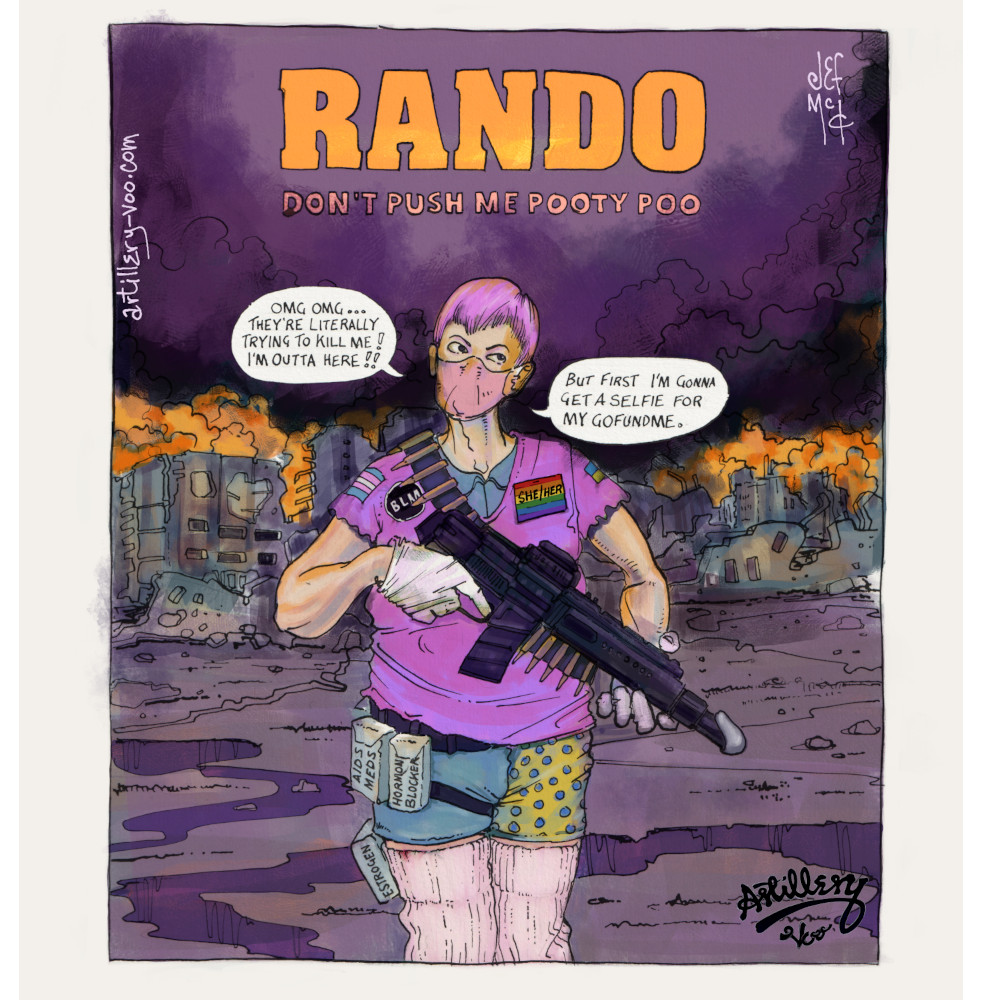 RANDO
DON'T PUSH ME POOTY POO
JEF
McC
artillery-voo.com
OMG OMG...
THEY'RE LITERALLY
TRYING TO KILL ME!
I'M OUTTA HERE!!
BUT FIRST I'M GONNA
GET A SELFIE FOR
MY GOFUNDME.
BLM
SHE/HER
AIDS
MEDS
HORMONE
BLOCKER
ESTROGEN
Artillery
Voo.